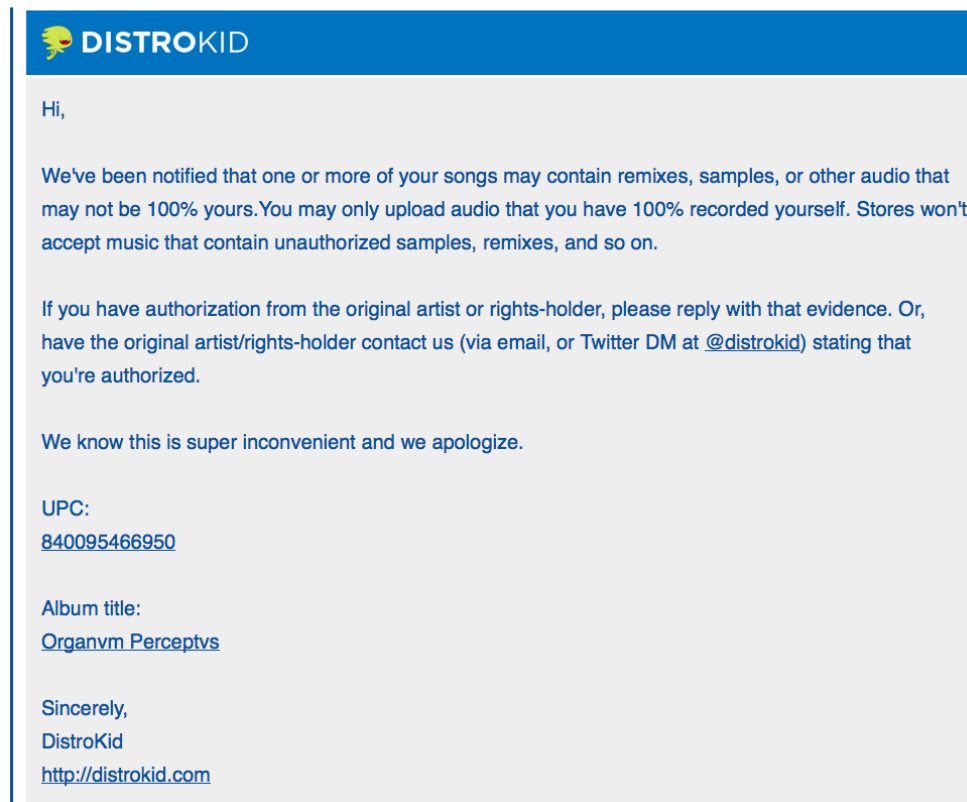 DISTROKID
Hi,
We've been notified that one or more of your songs may contain remixes, samples, or other audio that
may not be 100% yours.You may only upload audio that you have 100% recorded yourself. Stores won't
accept music that contain unauthorized samples, remixes, and so on.
If you have authorization from the original artist or rights-holder, please reply with that evidence. Or,
have the original artist/rights-holder contact us (via email, or Twitter DM at @distrokid) stating that
you're authorized.
We know this is super inconvenient and we apologize.
UPC:
840095466950
Album title:
Organvm Perceptvs
Sincerely,
DistroKid
http://distrokid.com